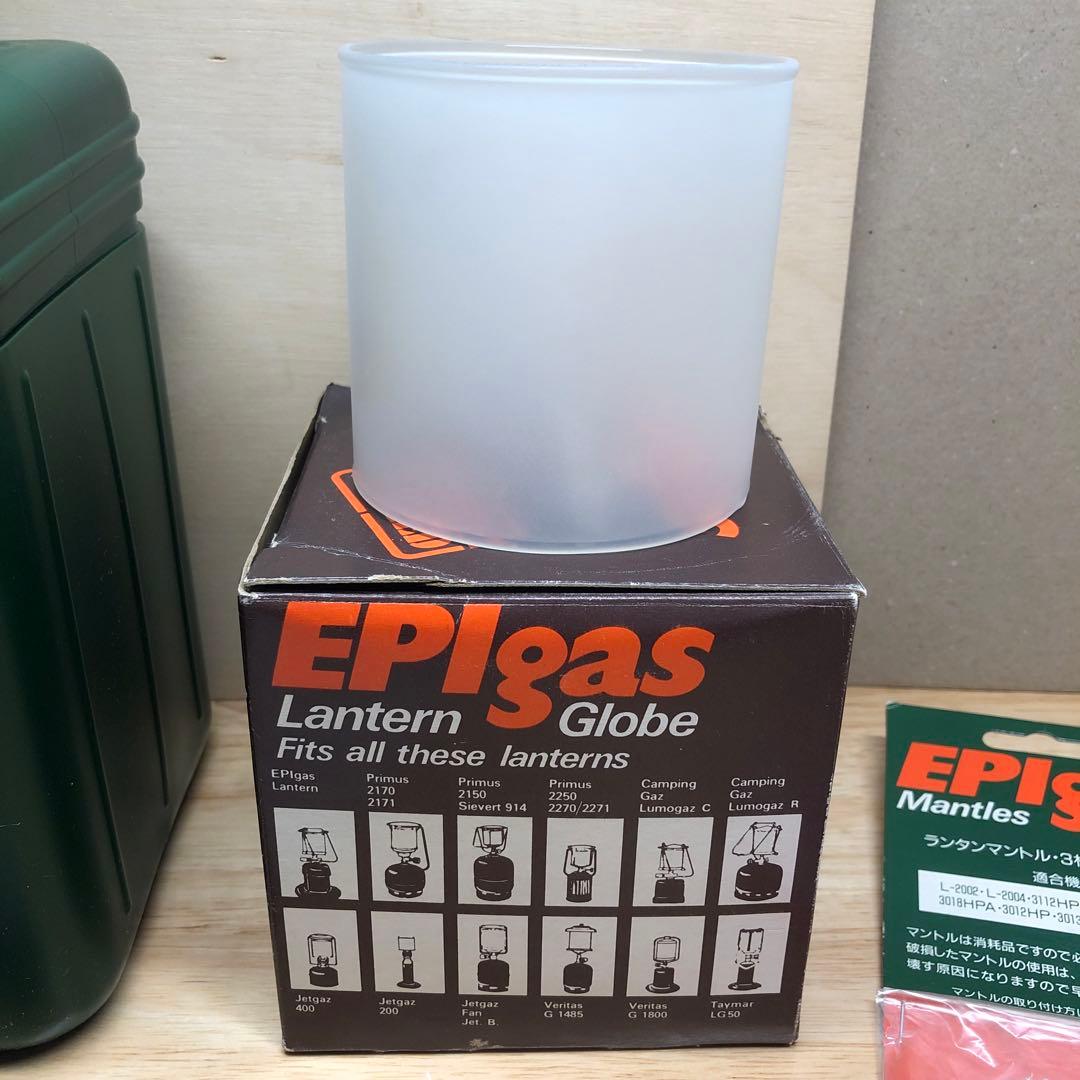 EPIgas
Lantern Globe
Fits all these lanterns
EPIgas
Lantern
Primus
2170
2171
Primus
2150
Sievert 914
Primus
2250
2270/2271
Camping
Gaz
Lumogaz C
Camping
Gaz
Lumogaz R
Jetgaz
400
Jetgaz
200
Jetgaz
Fan
Jet. B.
Veritas
G 1485
Veritas
G 1800
Taymar
LG50
EPIg
Mantles
ランタンマントル・3
適合機
L-2002・L-2004・3112HP
3018HPA・3012HP・3013
マントルは消耗品ですので必
破損したマントルの使用は、
壊す原因になりますので早
マントルの取り付け方